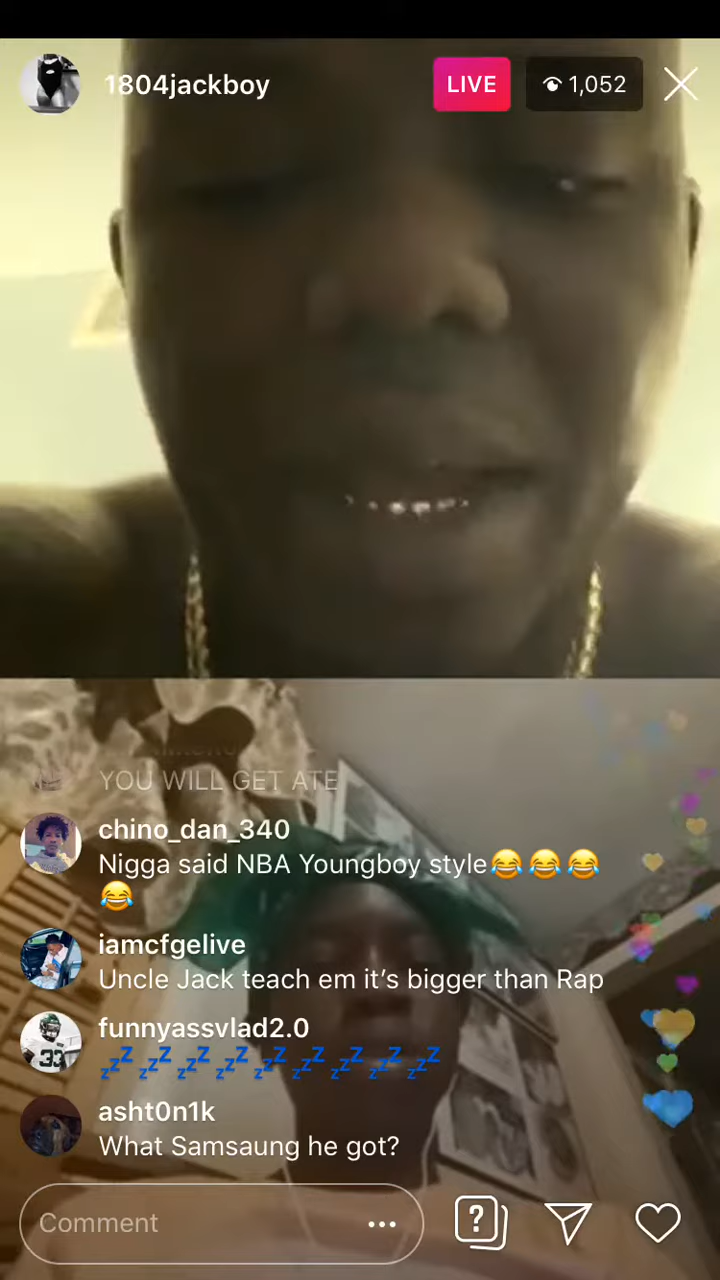 1804jackboy
LIVE
1,052
YOU WILL GET ATE
chino_dan_340
Nigga said NBA Youngboy style😂😂😂
😂
iamcfgelive
Uncle Jack teach em it’s bigger than Rap
funnyassvlad2.0
💤💤💤💤💤💤💤💤💤
asht0n1k
What Samsaung he got?
Comment